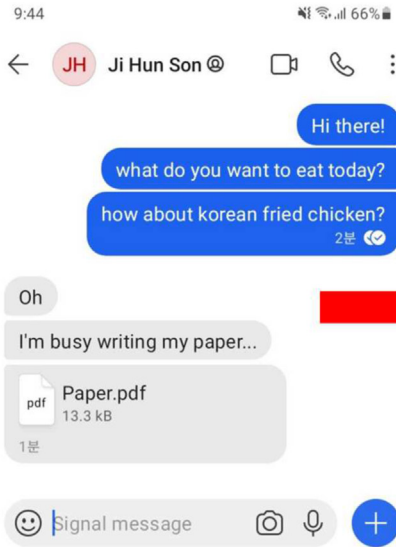 9:44
66%
JH
Ji Hun Son
Hi there!
what do you want to eat today?
how about korean fried chicken?
2분
Oh
I'm busy writing my paper...
pdf
Paper.pdf
13.3 kB
1분
Signal message